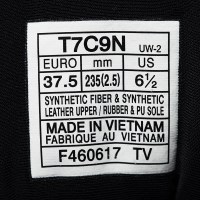 T7C9N UW-2
EURO mm US
37.5 235(2.5) 6½
SYNTHETIC FIBER & SYNTHETIC
LEATHER UPPER / RUBBER & PU SOLE
MADE IN VIETNAM
FABRIQUE AU VIETNAM
F460617 TV